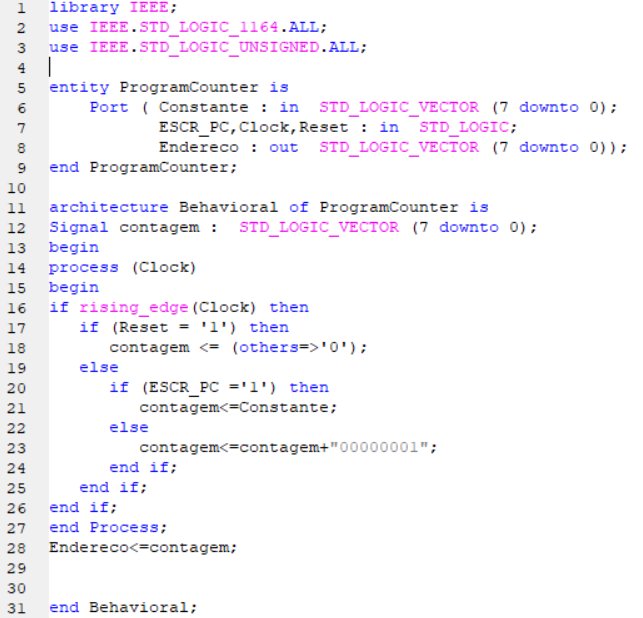 1 library IEEE;
2 use IEEE.STD_LOGIC_1164.ALL;
3 use IEEE.STD_LOGIC_UNSIGNED.ALL;
4
5 entity ProgramCounter is
6     Port ( Constante : in  STD_LOGIC_VECTOR (7 downto 0);
7            ESCR_PC,Clock,Reset : in  STD_LOGIC;
8            Endereco : out  STD_LOGIC_VECTOR (7 downto 0));
9 end ProgramCounter;
10
11 architecture Behavioral of ProgramCounter is
12 Signal contagem :  STD_LOGIC_VECTOR (7 downto 0);
13 begin
14 process (Clock)
15 begin
16 if rising_edge(Clock) then
17    if (Reset = '1') then
18       contagem <= (others=>'0');
19    else
20       if (ESCR_PC ='1') then
21          contagem<=Constante;
22       else
23          contagem<=contagem+"00000001";
24       end if;
25    end if;
26 end if;
27 end Process;
28 Endereco<=contagem;
29
30
31 end Behavioral;